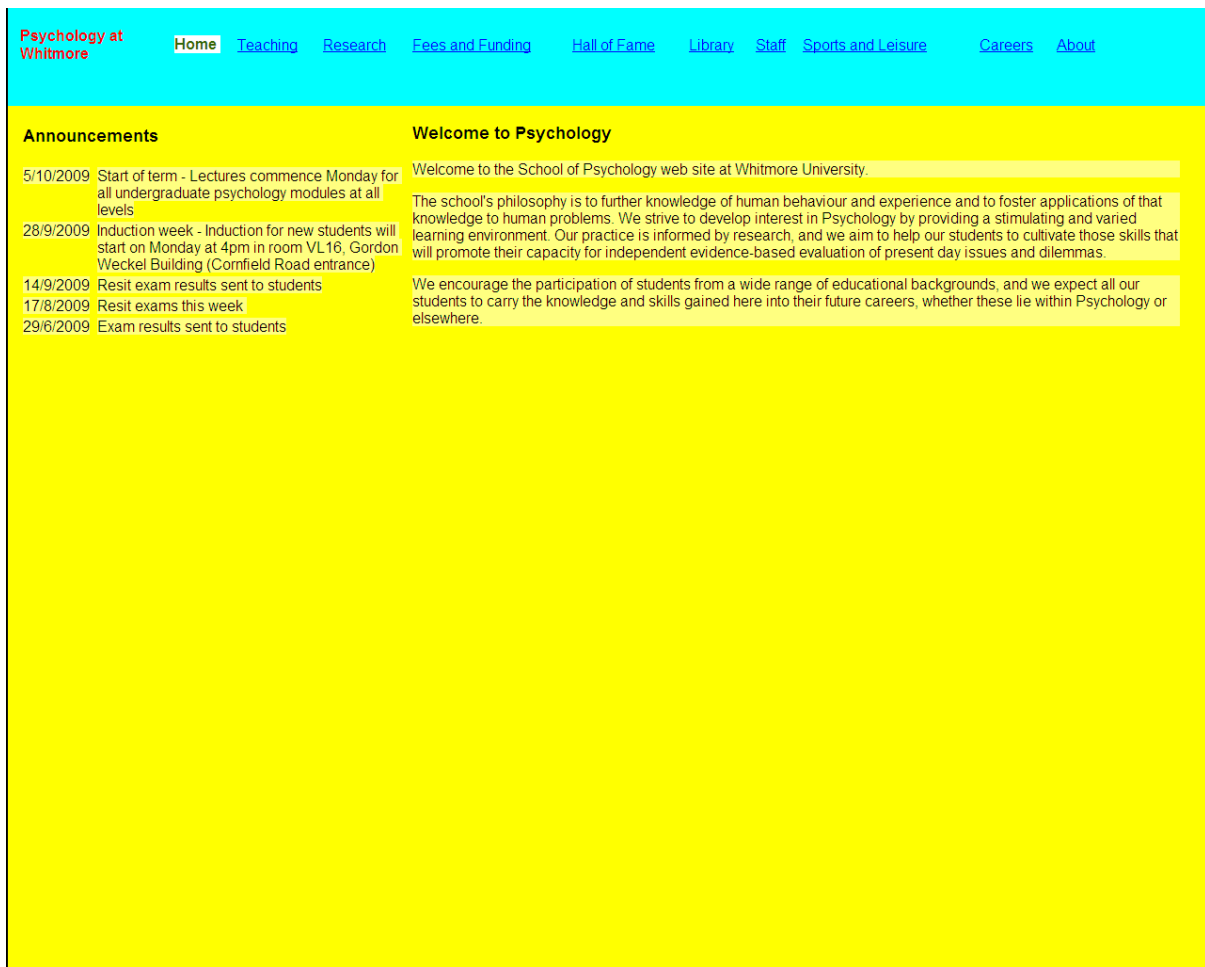 Psychology at
Whitmore
Home Teaching Research Fees and Funding Hall of Fame Library Staff Sports and Leisure Careers About
Announcements
5/10/2009 Start of term - Lectures commence Monday for
all undergraduate psychology modules at all
levels
28/9/2009 Induction week - Induction for new students will
start on Monday at 4pm in room VL16, Gordon
Weckel Building (Cornfield Road entrance)
14/9/2009 Resit exam results sent to students
17/8/2009 Resit exams this week
29/6/2009 Exam results sent to students
Welcome to Psychology
Welcome to the School of Psychology web site at Whitmore University.
The school's philosophy is to further knowledge of human behaviour and experience and to foster applications of that
knowledge to human problems. We strive to develop interest in Psychology by providing a stimulating and varied
learning environment. Our practice is informed by research, and we aim to help our students to cultivate those skills that
will promote their capacity for independent evidence-based evaluation of present day issues and dilemmas.
We encourage the participation of students from a wide range of educational backgrounds, and we expect all our
students to carry the knowledge and skills gained here into their future careers, whether these lie within Psychology or
elsewhere.